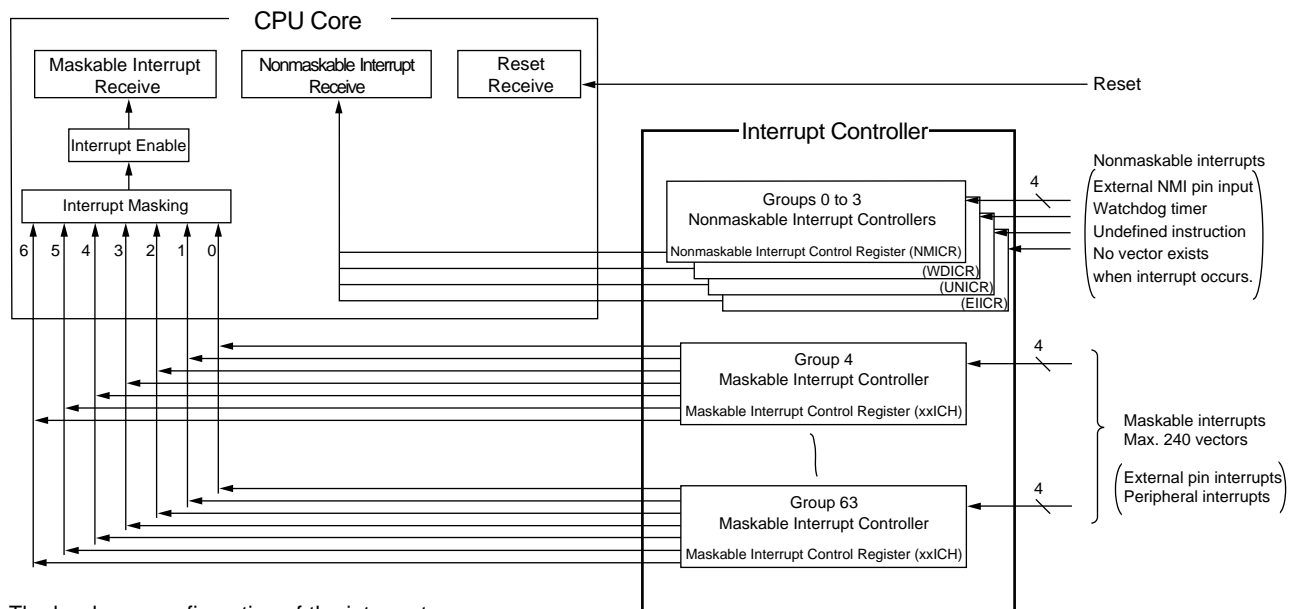 CPU Core
Maskable Interrupt
Receive
Nonmaskable Interrupt
Receive
Reset
Receive
Reset
Interrupt Enable
Interrupt Masking
6 5 4 3 2 1 0
Interrupt Controller
Groups 0 to 3
Nonmaskable Interrupt Controllers
Nonmaskable Interrupt Control Register (NMICR)
(WDICR)
(UNICR)
(EIICR)
4
Nonmaskable interrupts
External NMI pin input
Watchdog timer
Undefined instruction
No vector exists
when interrupt occurs.
Group 4
Maskable Interrupt Controller
Maskable Interrupt Control Register (xxICH)
4
Group 63
Maskable Interrupt Controller
Maskable Interrupt Control Register (xxICH)
4
Maskable interrupts
Max. 240 vectors
External pin interrupts
Peripheral interrupts